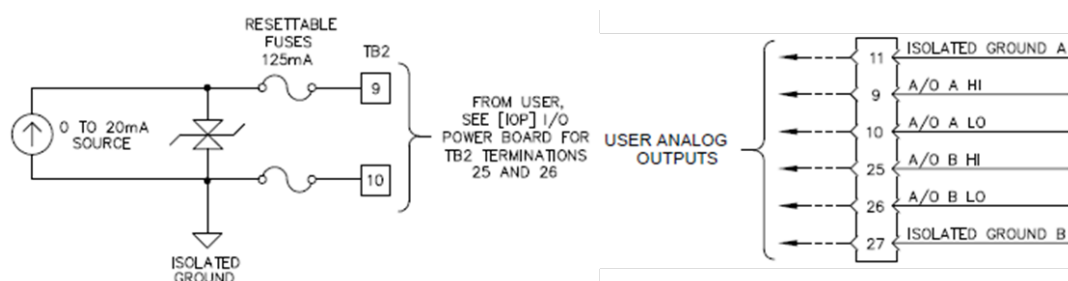 RESETTABLE
FUSES
125mA
TB2
9
0 TO 20mA
SOURCE
10
ISOLATED
GROUND
FROM USER,
SEE [IOP] I/O
POWER BOARD FOR
TB2 TERMINATIONS
25 AND 26
USER ANALOG
OUTPUTS
11 ISOLATED GROUND A
9 A/O A HI
10 A/O A LO
25 A/O B HI
26 A/O B LO
27 ISOLATED GROUND B